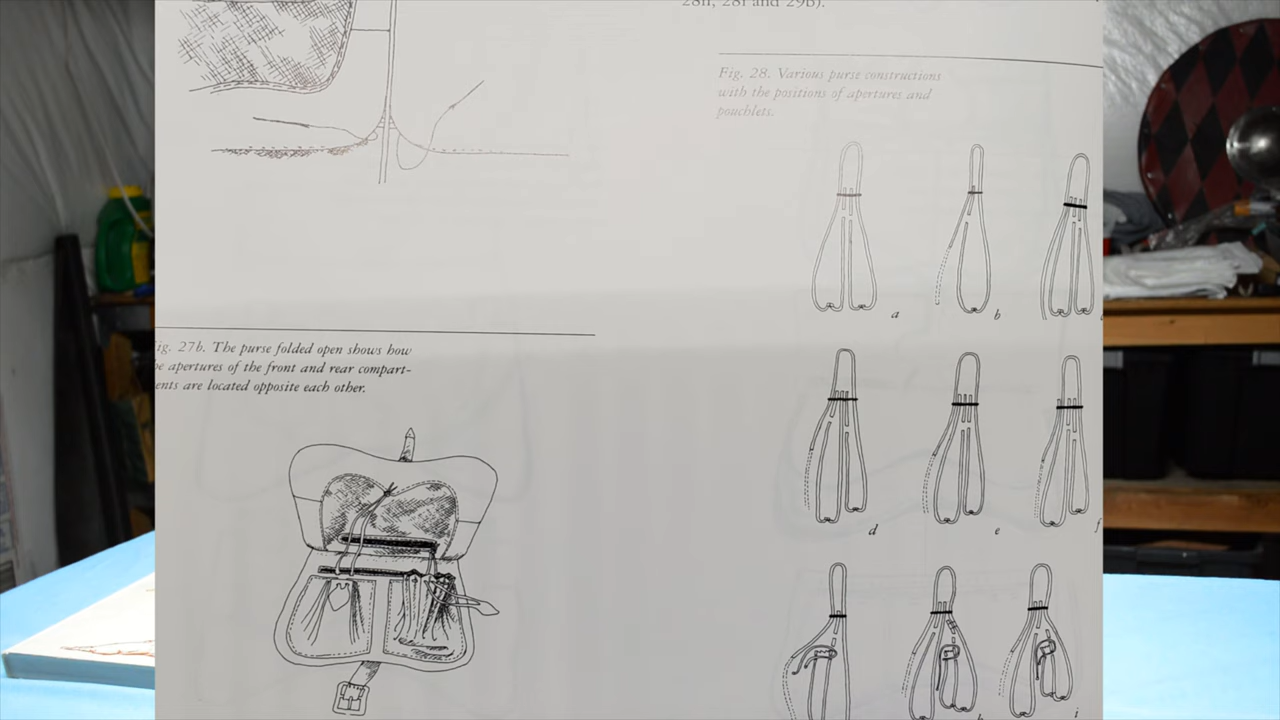 28h, 28i and 29b).
Fig. 28. Various purse constructions
with the positions of apertures and
pouchlets.
a
b
ig. 27b. The purse folded open shows how
e apertures of the front and rear compart-
ents are located opposite each other.
d
e
f
h
i